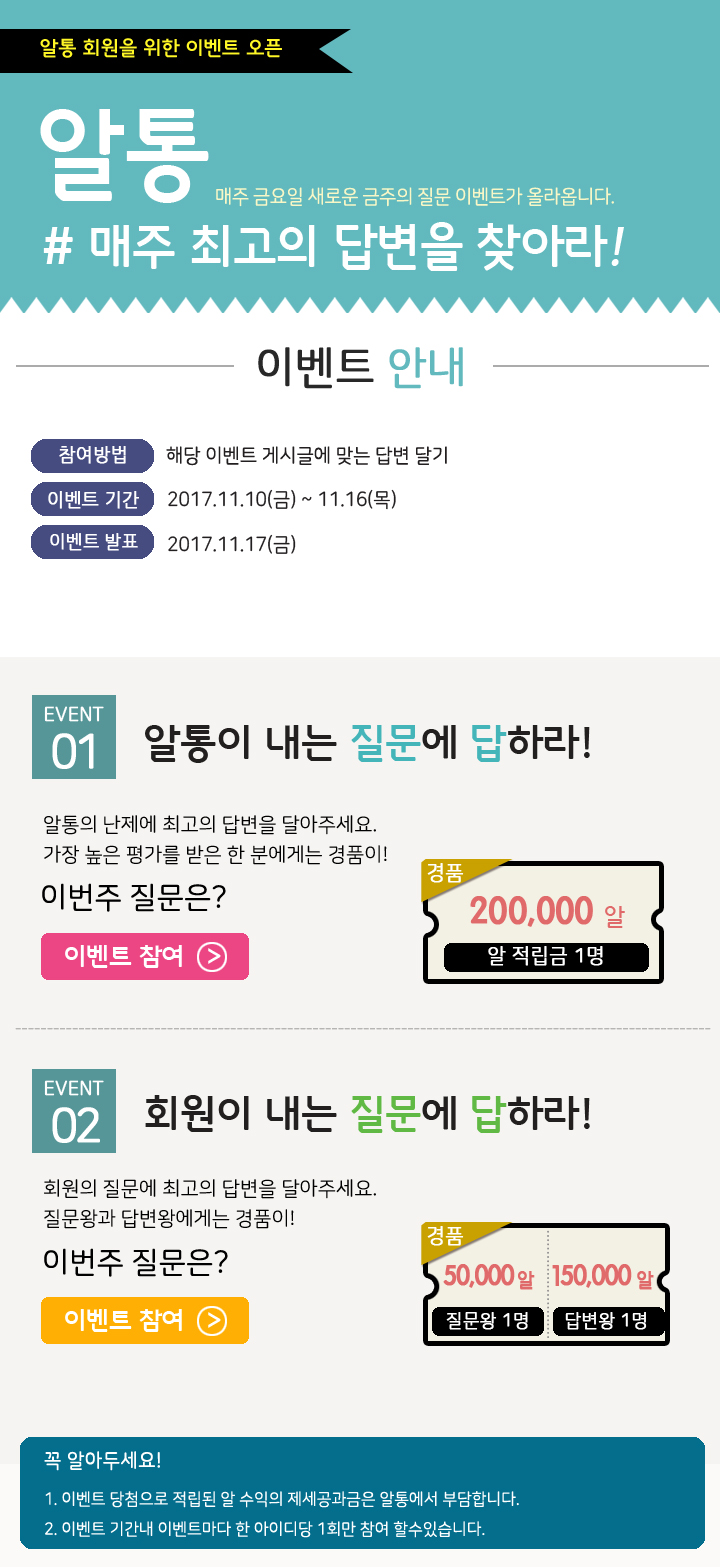 알통 회원을 위한 이벤트 오픈
알통
매주 금요일 새로운 금주의 질문 이벤트가 올라옵니다.
# 매주 최고의 답변을 찾아라!
이벤트 안내
참여방법 해당 이벤트 게시글에 맞는 답변 달기
이벤트 기간 2017.11.10(금) ~ 11.16(목)
이벤트 발표 2017.11.17(금)
EVENT
01
알통이 내는 질문에 답하라!
알통의 난제에 최고의 답변을 달아주세요.
가장 높은 평가를 받은 한 분에게는 경품이!
이번주 질문은?
이벤트 참여 >
경품
200,000 알
알 적립금 1명
EVENT
02
회원이 내는 질문에 답하라!
회원의 질문에 최고의 답변을 달아주세요.
질문왕과 답변왕에게는 경품이!
이번주 질문은?
이벤트 참여 >
경품
50,000 알 150,000 알
질문왕 1명 답변왕 1명
꼭 알아두세요!
1. 이벤트 당첨으로 적립된 알 수익의 제세공과금은 알통에서 부담합니다.
2. 이벤트 기간내 이벤트마다 한 아이디당 1회만 참여 할수있습니다.